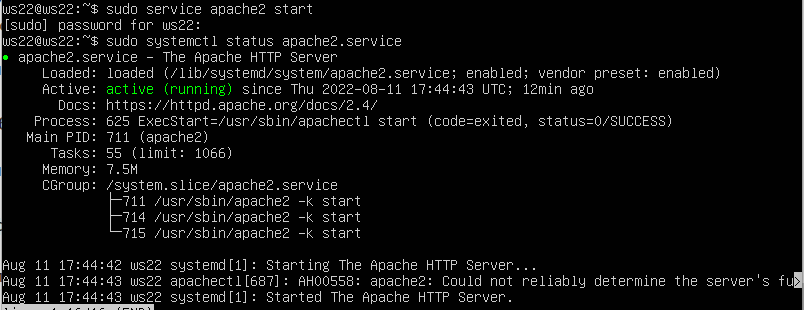 ws22@ws22:~$ sudo service apache2 start
[sudo] password for ws22:
ws22@ws22:~$ sudo systemctl status apache2.service
● apache2.service – The Apache HTTP Server
Loaded: loaded (/lib/systemd/system/apache2.service; enabled; vendor preset: enabled)
Active: active (running) since Thu 2022-08-11 17:44:43 UTC; 12min ago
Docs: https://httpd.apache.org/docs/2.4/
Process: 625 ExecStart=/usr/sbin/apachectl start (code=exited, status=0/SUCCESS)
Main PID: 711 (apache2)
Tasks: 55 (limit: 1066)
Memory: 7.5M
CGroup: /system.slice/apache2.service
├─711 /usr/sbin/apache2 -k start
├─714 /usr/sbin/apache2 -k start
└─715 /usr/sbin/apache2 -k start
Aug 11 17:44:42 ws22 systemd[1]: Starting The Apache HTTP Server...
Aug 11 17:44:43 ws22 apachectl[687]: AH00558: apache2: Could not reliably determine the server's fu>
Aug 11 17:44:43 ws22 systemd[1]: Started The Apache HTTP Server.